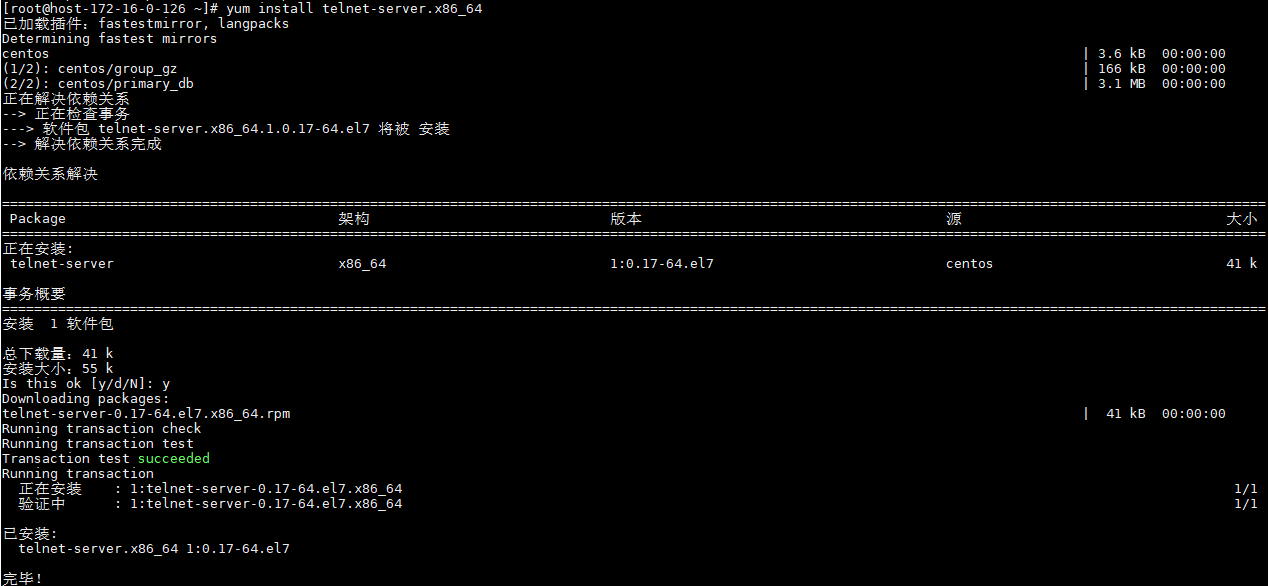 [root@host-172-16-0-126 ~]# yum install telnet-server.x86_64
已加载插件：fastestmirror, langpacks
Determining fastest mirrors
centos | 3.6 kB 00:00:00
(1/2): centos/group_gz | 166 kB 00:00:00
(2/2): centos/primary_db | 3.1 MB 00:00:00
正在解决依赖关系
--> 正在检查事务
---> 软件包 telnet-server.x86_64.1.0.17-64.el7 将被 安装
--> 解决依赖关系完成
依赖关系解决
================================================================================
Package 架构 版本 源 大小
================================================================================
正在安装:
telnet-server x86_64 1:0.17-64.el7 centos 41 k
事务概要
================================================================================
安装 1 软件包
总下载量：41 k
安装大小：55 k
Is this ok [y/d/N]: y
Downloading packages:
telnet-server-0.17-64.el7.x86_64.rpm | 41 kB 00:00:00
Running transaction check
Running transaction test
Transaction test succeeded
Running transaction
正在安装 : 1:telnet-server-0.17-64.el7.x86_64 1/1
验证中 : 1:telnet-server-0.17-64.el7.x86_64 1/1
已安装:
telnet-server.x86_64 1:0.17-64.el7
完毕！